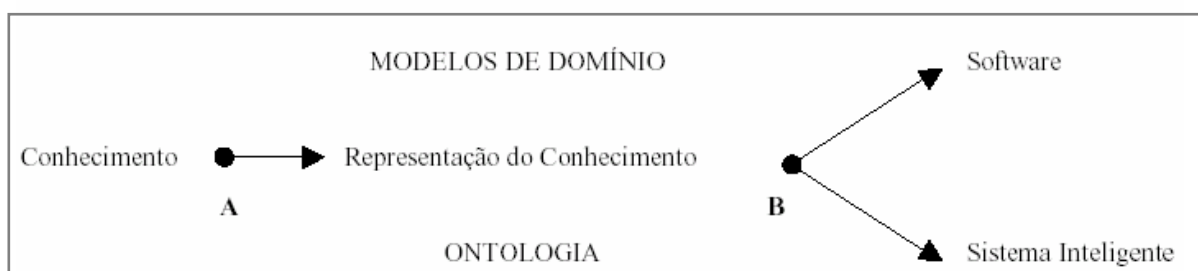 MODELOS DE DOMÍNIO Software
Conhecimento Representação do Conhecimento
A B
ONTOLOGIA Sistema Inteligente